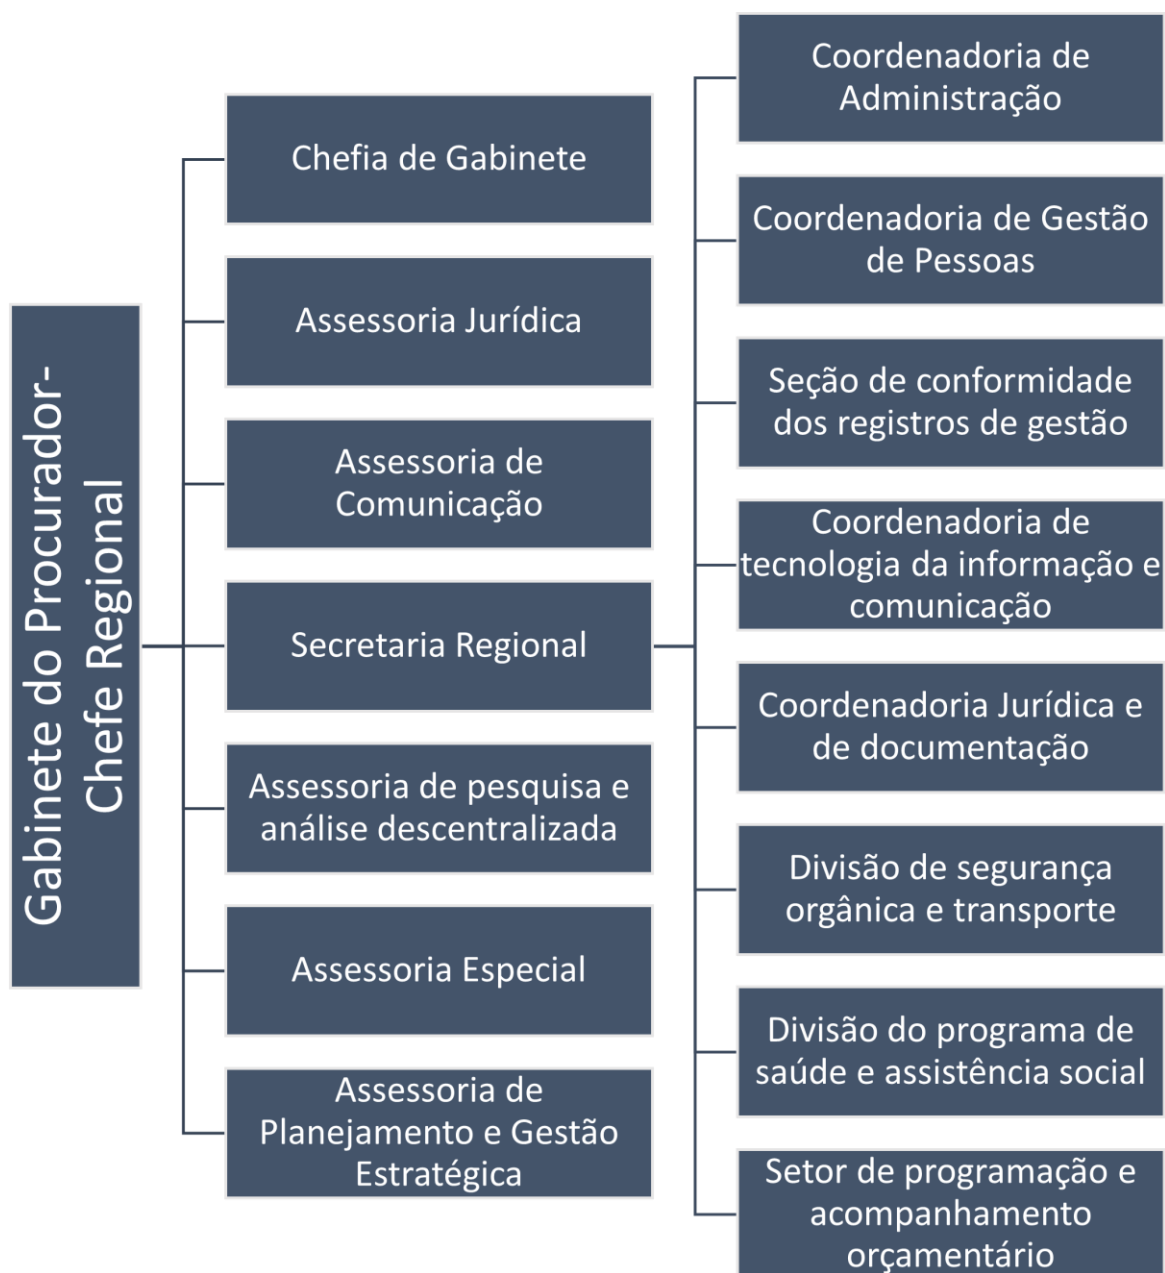 Gabinete do Procurador-
Chefe Regional
Chefia de Gabinete
Assessoria Jurídica
Assessoria de
Comunicação
Secretaria Regional
Assessoria de pesquisa e
análise descentralizada
Assessoria Especial
Assessoria de
Planejamento e Gestão
Estratégica
Coordenadoria de
Administração
Coordenadoria de Gestão
de Pessoas
Seção de conformidade
dos registros de gestão
Coordenadoria de
tecnologia da informação e
comunicação
Coordenadoria Jurídica e
de documentação
Divisão de segurança
orgânica e transporte
Divisão do programa de
saúde e assistência social
Setor de programação e
acompanhamento
orçamentário